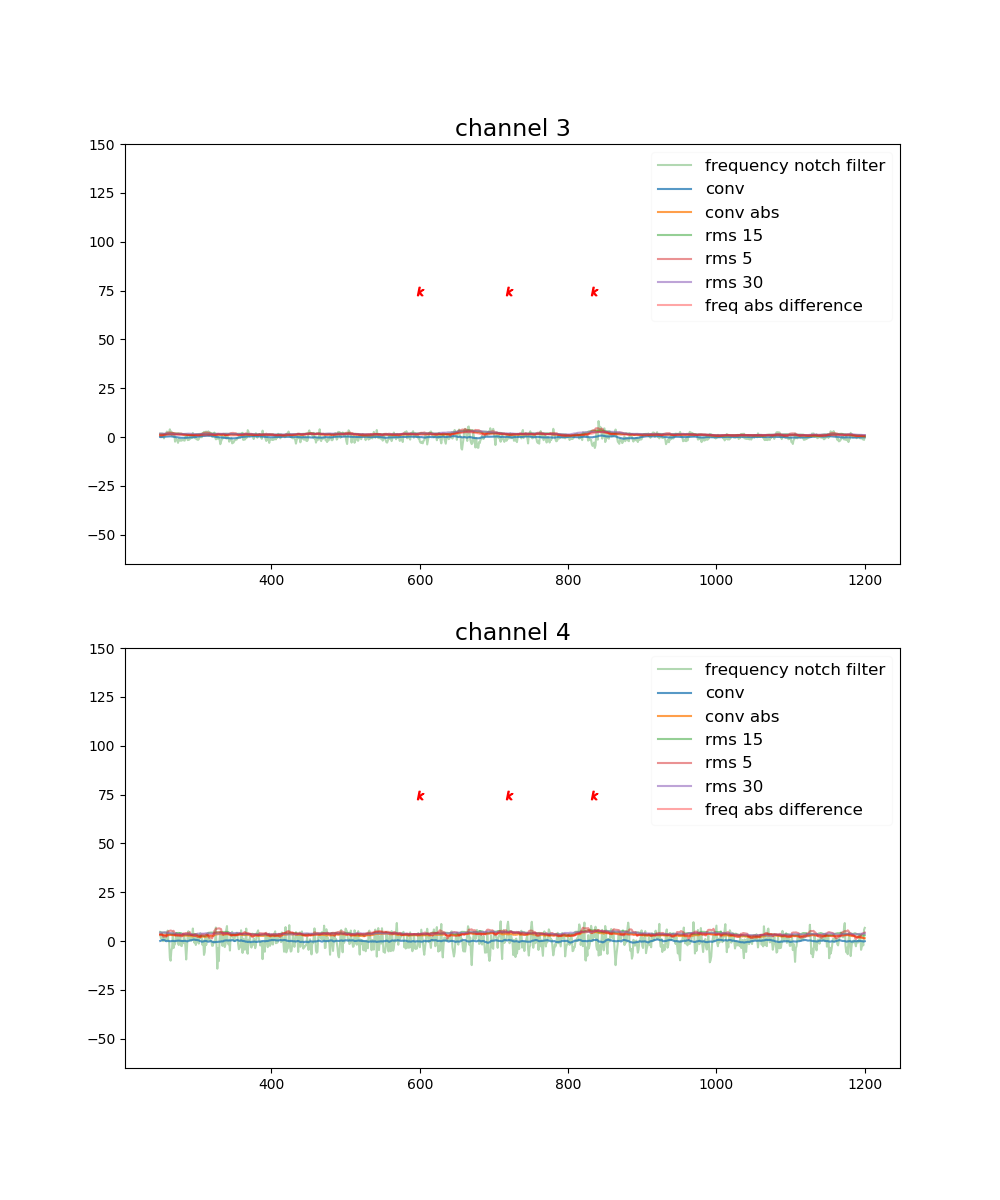 channel 3
150
125
100
75
50
25
0
−25
−50
frequency notch filter
conv
conv abs
rms 15
rms 5
rms 30
freq abs difference
k k k
400 600 800 1000 1200
channel 4
150
125
100
75
50
25
0
−25
−50
frequency notch filter
conv
conv abs
rms 15
rms 5
rms 30
freq abs difference
k k k
400 600 800 1000 1200